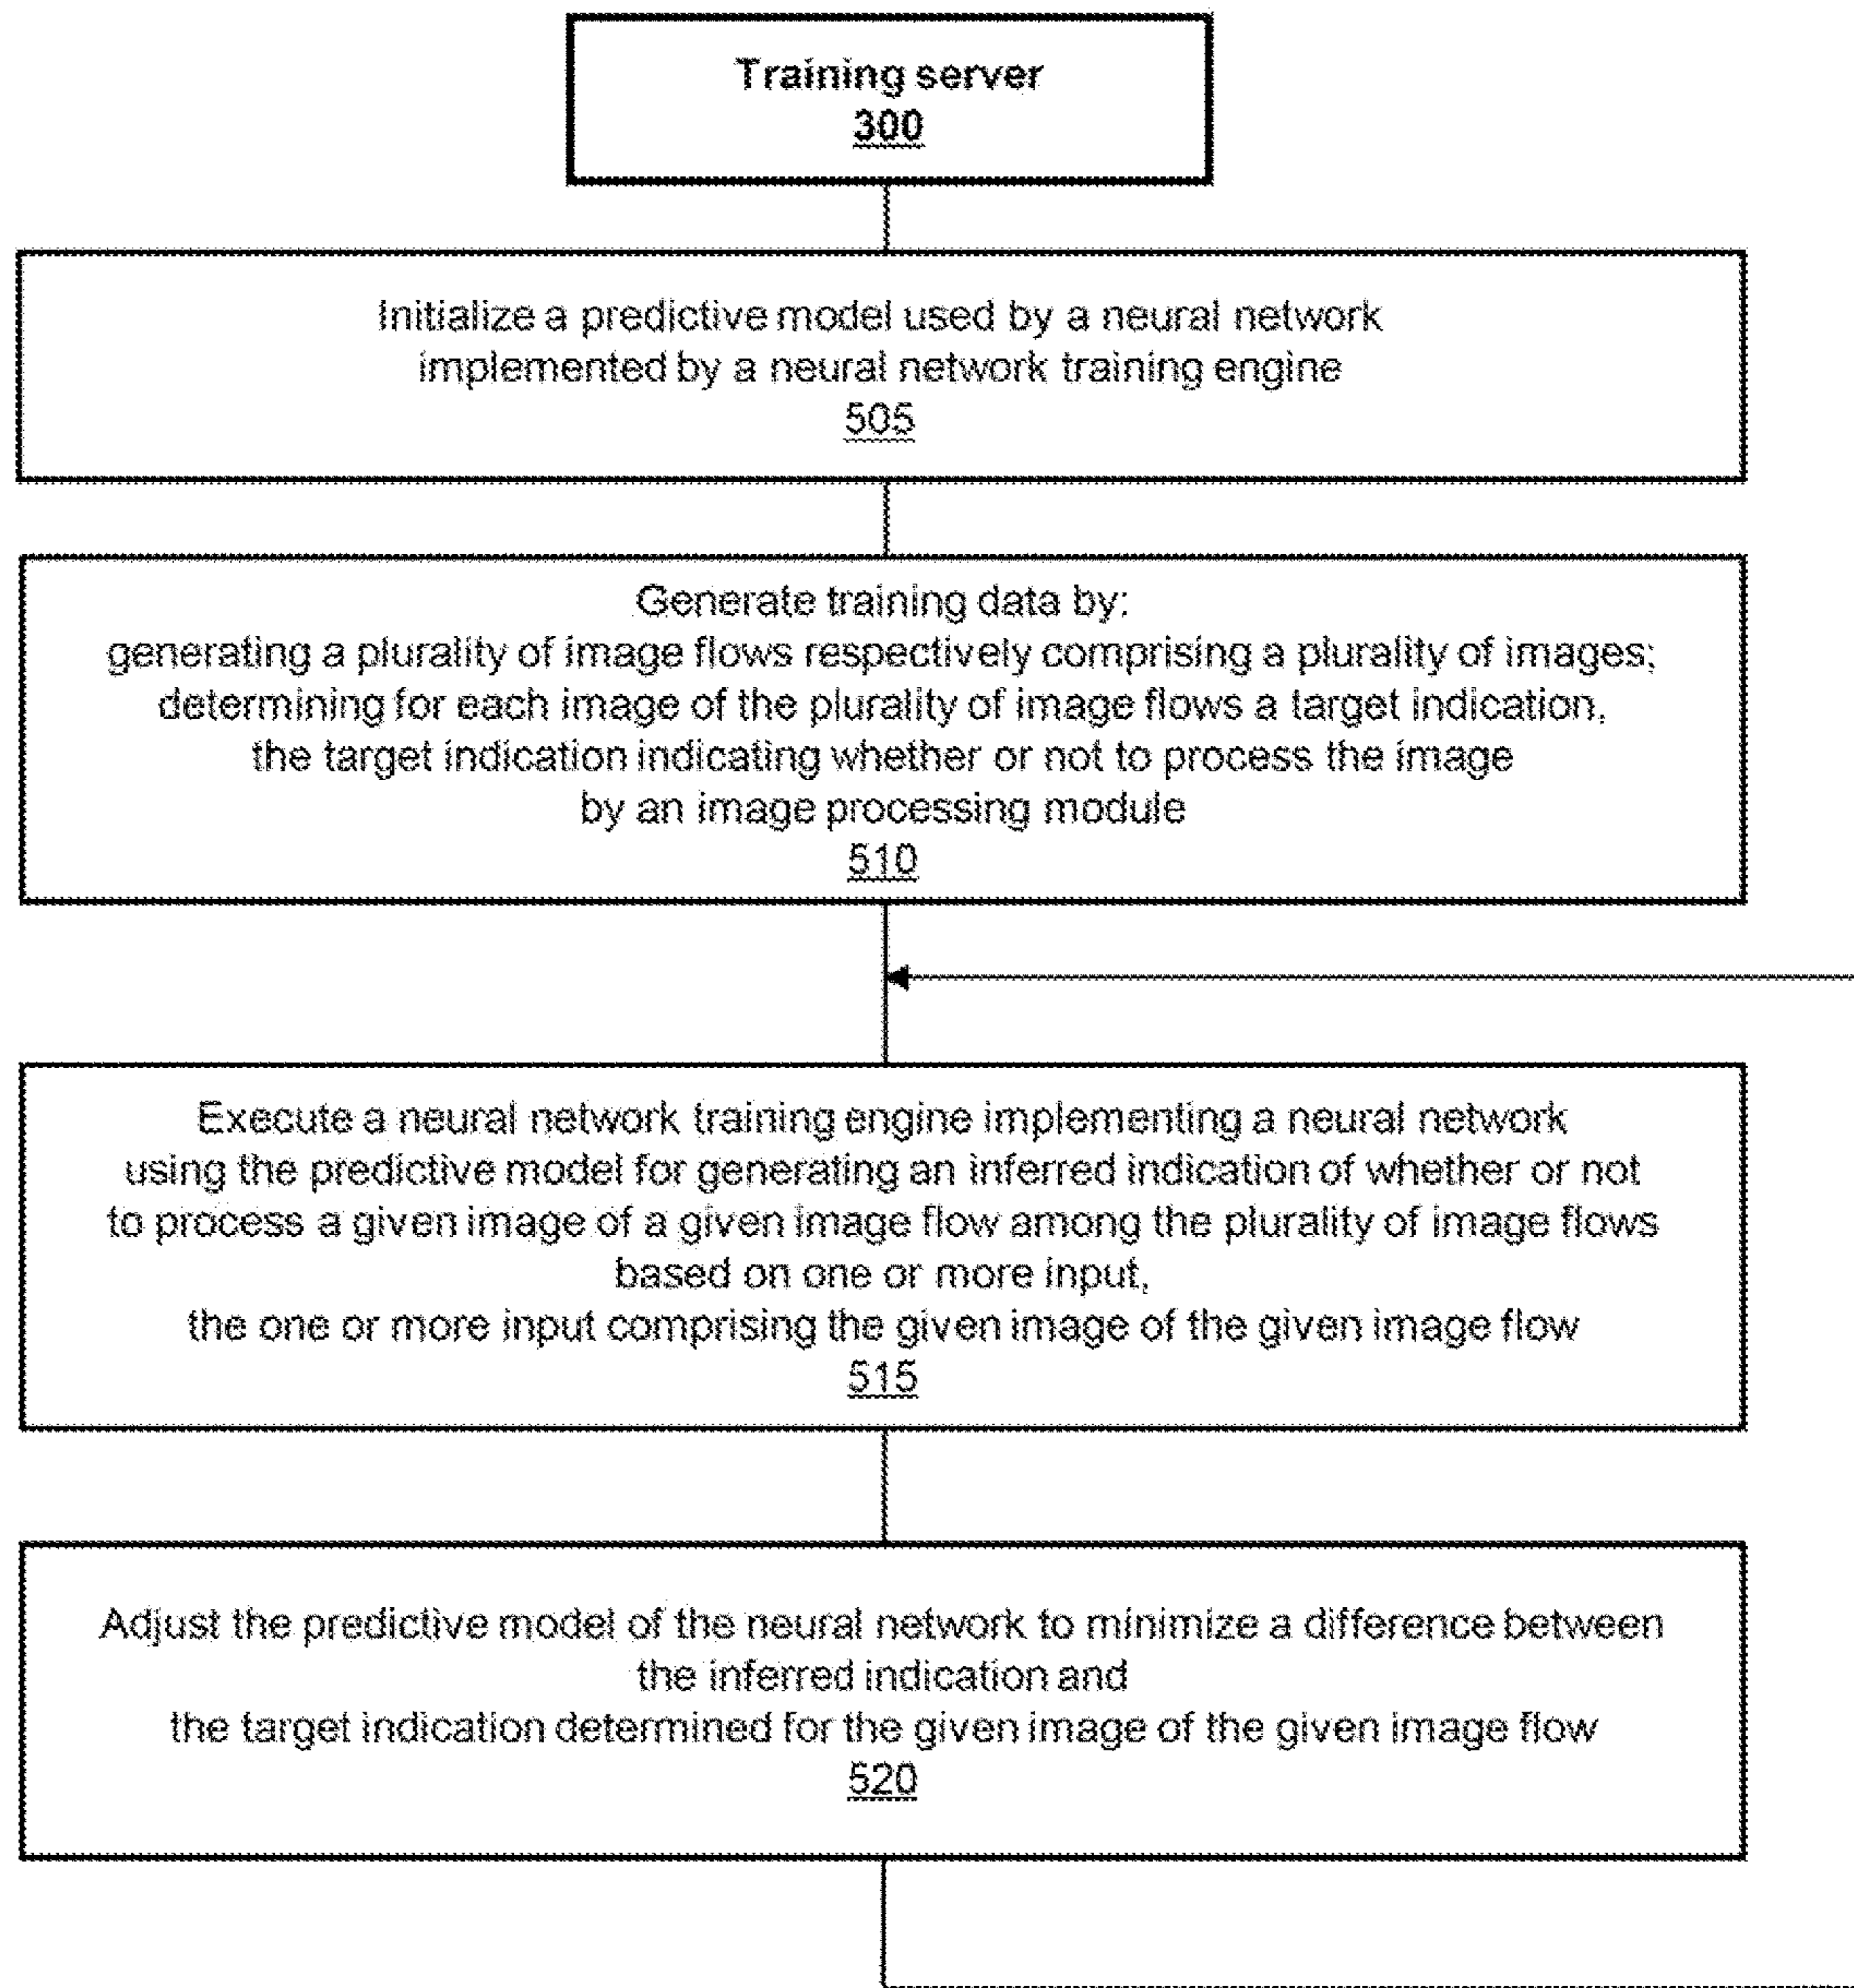 Training server
300
Initialize a predictive model used by a neural network
implemented by a neural network training engine
505
Generate training data by:
generating a plurality of image flows respectively comprising a plurality of images;
determining for each image of the plurality of image flows a target indication,
the target indication indicating whether or not to process the image
by an image processing module
510
Execute a neural network training engine implementing a neural network
using the predictive model for generating an inferred indication of whether or not
to process a given image of a given image flow among the plurality of image flows
based on one or more input,
the one or more input comprising the given image of the given image flow
515
Adjust the predictive model of the neural network to minimize a difference between
the inferred indication and
the target indication determined for the given image of the given image flow
520